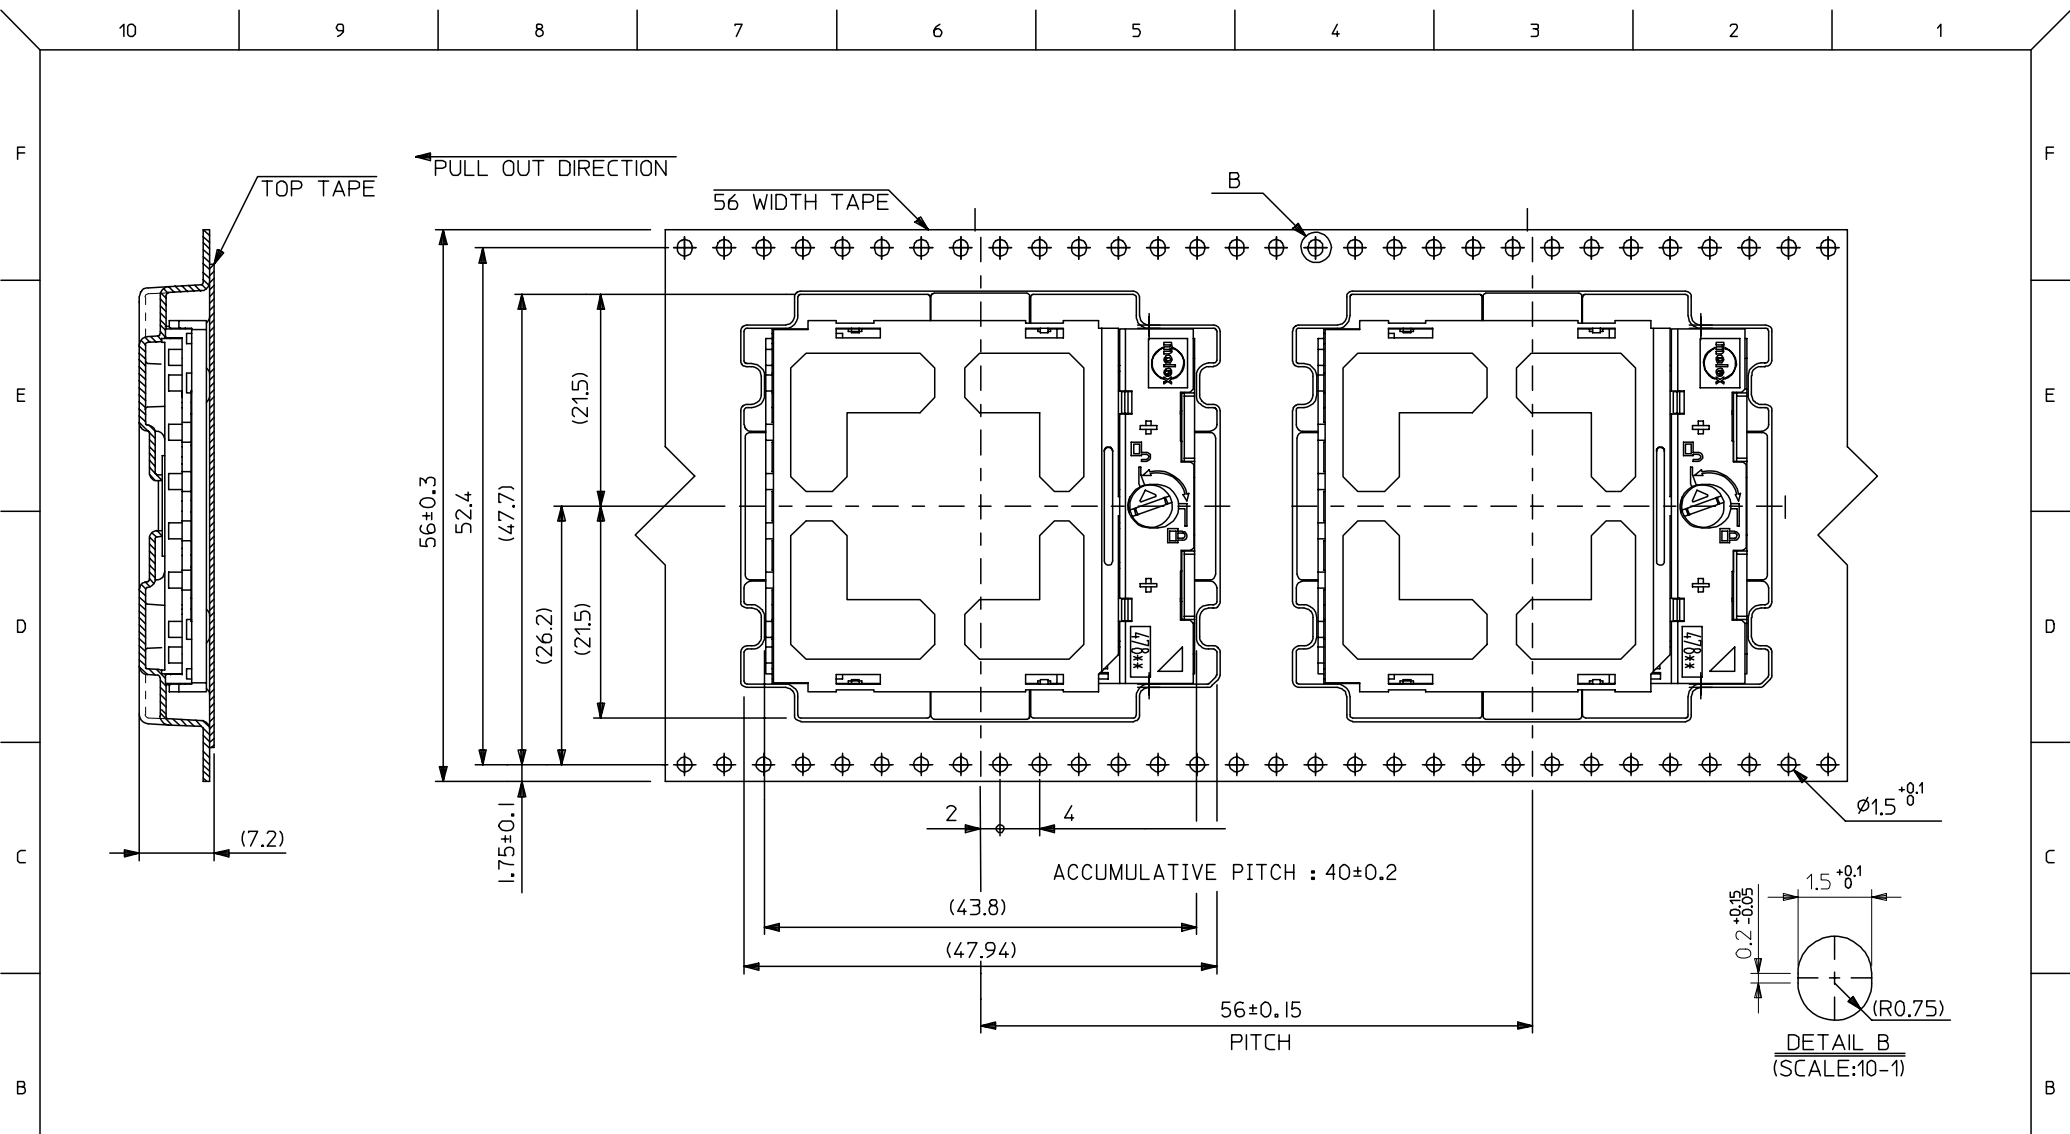 10 9 8 7 6 5 4 3 2 1
F F
PULL OUT DIRECTION
TOP TAPE
56 WIDTH TAPE
B
E E
molex molex
(21.5)
56±0.3
52.4
(47.7)
(26.2)
(21.5)
D D
478** 478**
1.75±0.1
2 4
Ø1.5 +0.1 0
(7.2)
C C
ACCUMULATIVE PITCH : 40±0.2
1.5 +0.1 0
0.2 +0.15 -0.05
(43.8)
(47.94)
56±0.15
PITCH
(R0.75)
DETAIL B
(SCALE:10-1)
B B